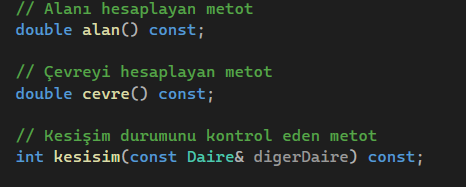 // Alanı hesaplayan metot
double alan() const;
// Çevreyi hesaplayan metot
double cevre() const;
// Kesişim durumunu kontrol eden metot
int kesisim(const Daire& digerDaire) const;